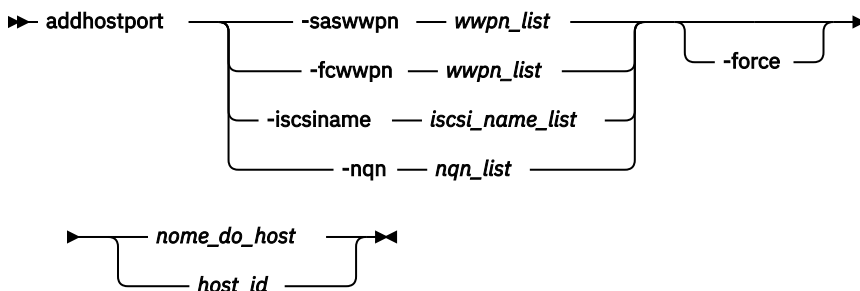 addhostport -saswwpn wwpn_list
-fcwwpn wwpn_list -force
-iscsiname iscsi_name_list
-nqn nqn_list
nome_do_host
host_id